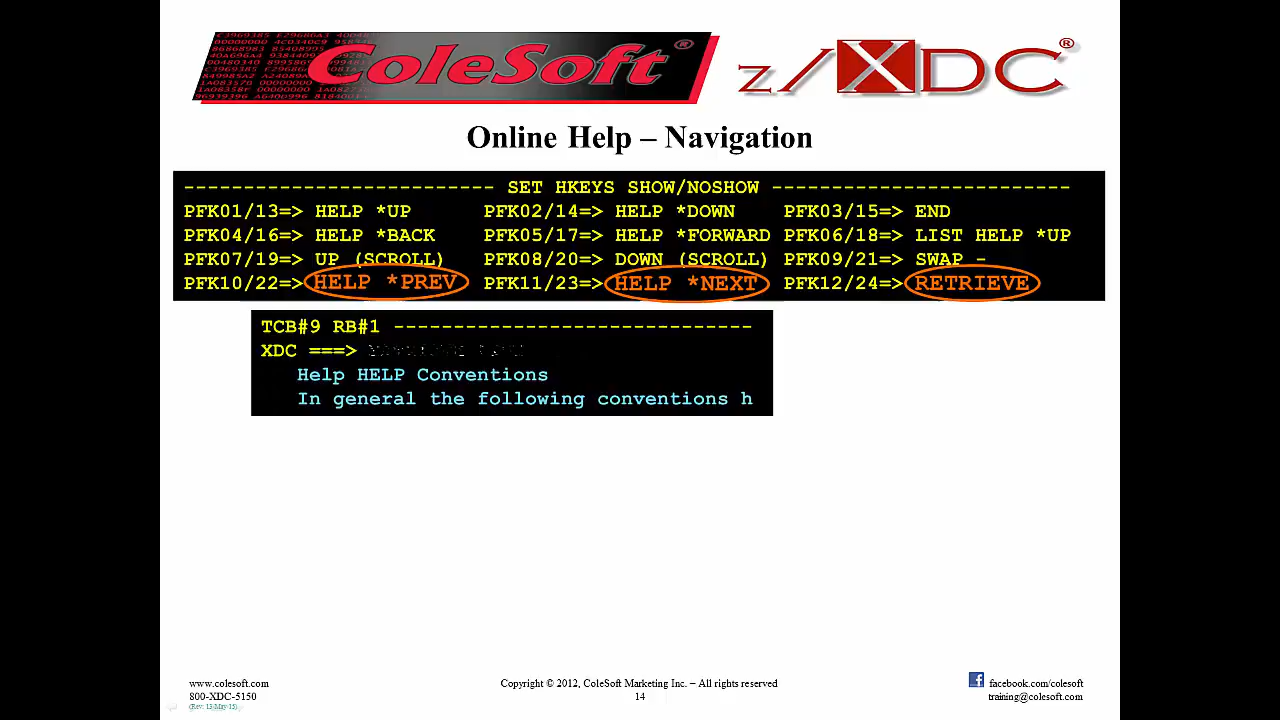 ColeSoft®
z/XDC®
Online Help – Navigation
-------------------------- SET HKEYS SHOW/NOSHOW -------------------------
PFK01/13=> HELP *UP PFK02/14=> HELP *DOWN PFK03/15=> END
PFK04/16=> HELP *BACK PFK05/17=> HELP *FORWARD PFK06/18=> LIST HELP *UP
PFK07/19=> UP (SCROLL) PFK08/20=> DOWN (SCROLL) PFK09/21=> SWAP -
PFK10/22=> HELP *PREV PFK11/23=> HELP *NEXT PFK12/24=> RETRIEVE
TCB#9 RB#1 ------------------------------
XDC ===>
Help HELP Conventions
In general the following conventions h
www.colesoft.com Copyright © 2012, ColeSoft Marketing Inc. – All rights reserved facebook.com/colesoft
800-XDC-5150 14 training@colesoft.com
(Rev: 13/May/15)